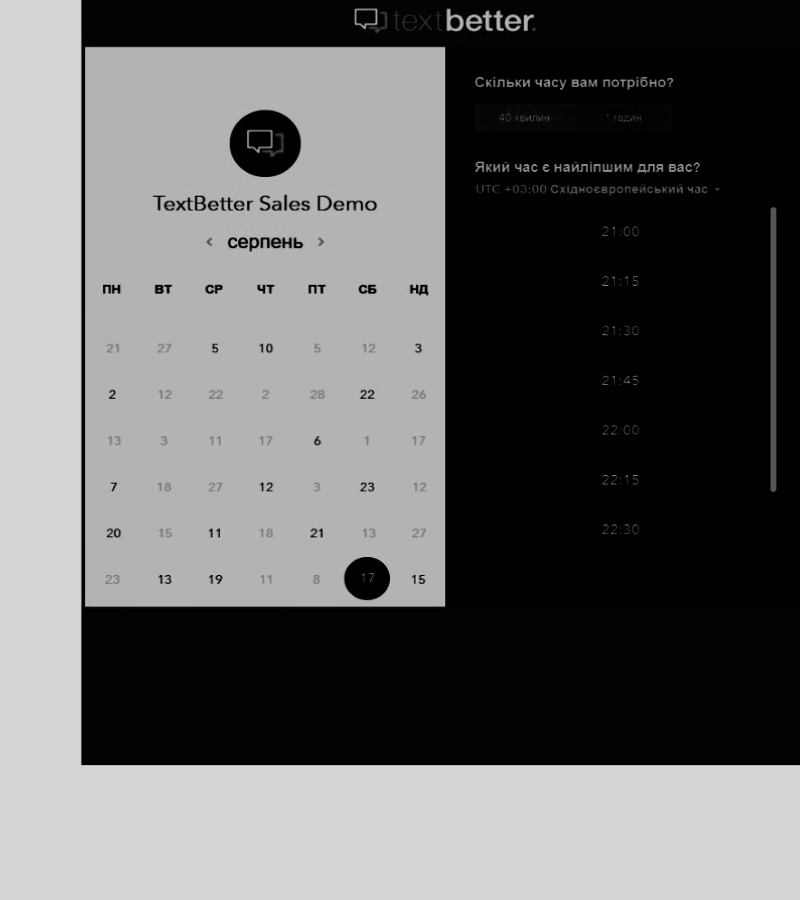 textbetter.
TextBetter Sales Demo
серпень
ПН ВТ СР ЧТ ПТ СБ НД
21 27 5 10 5 12 3
2 12 22 2 28 22 26
13 3 11 17 6 1 17
7 18 27 12 3 23 12
20 15 11 18 21 13 27
23 13 19 11 8 17 15
Скільки часу вам потрібно?
40 хвилин 1 годин
Який час є найліпшим для вас?
UTC +03:00 Східноєвропейський час
21:00
21:15
21:30
21:45
22:00
22:15
22:30